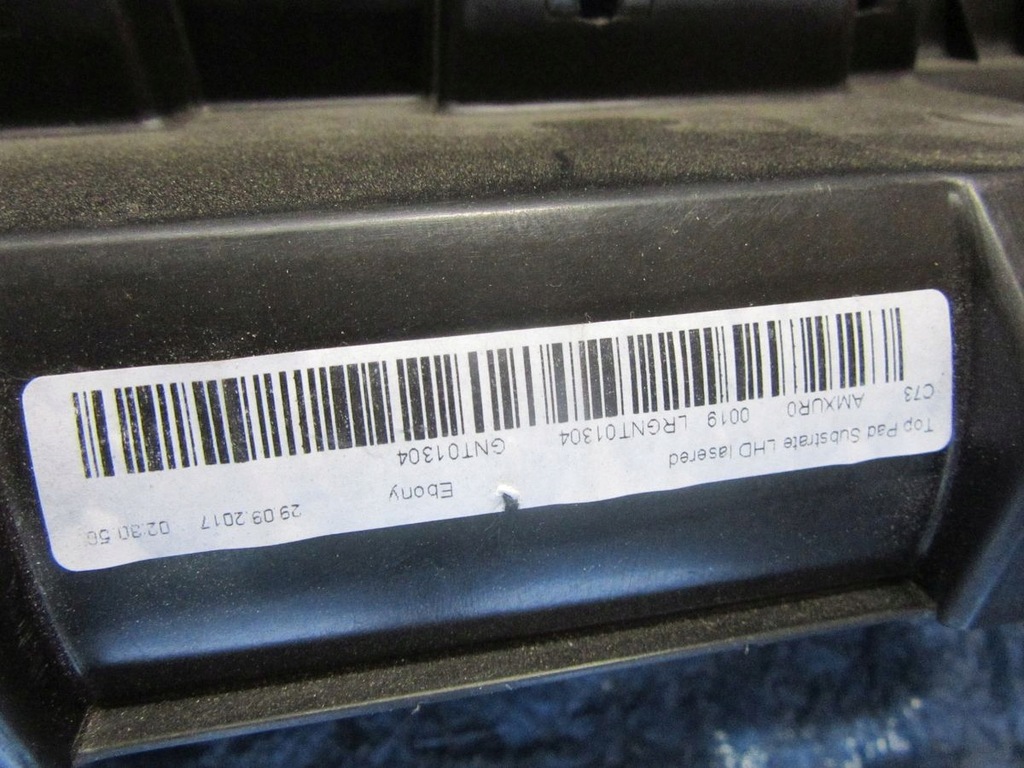 Top Pad Substrate LHD lasered Ebony 29.09.2017 02:30:50
C73 AMXUR0 0019 LRGNT01304 GNT01304